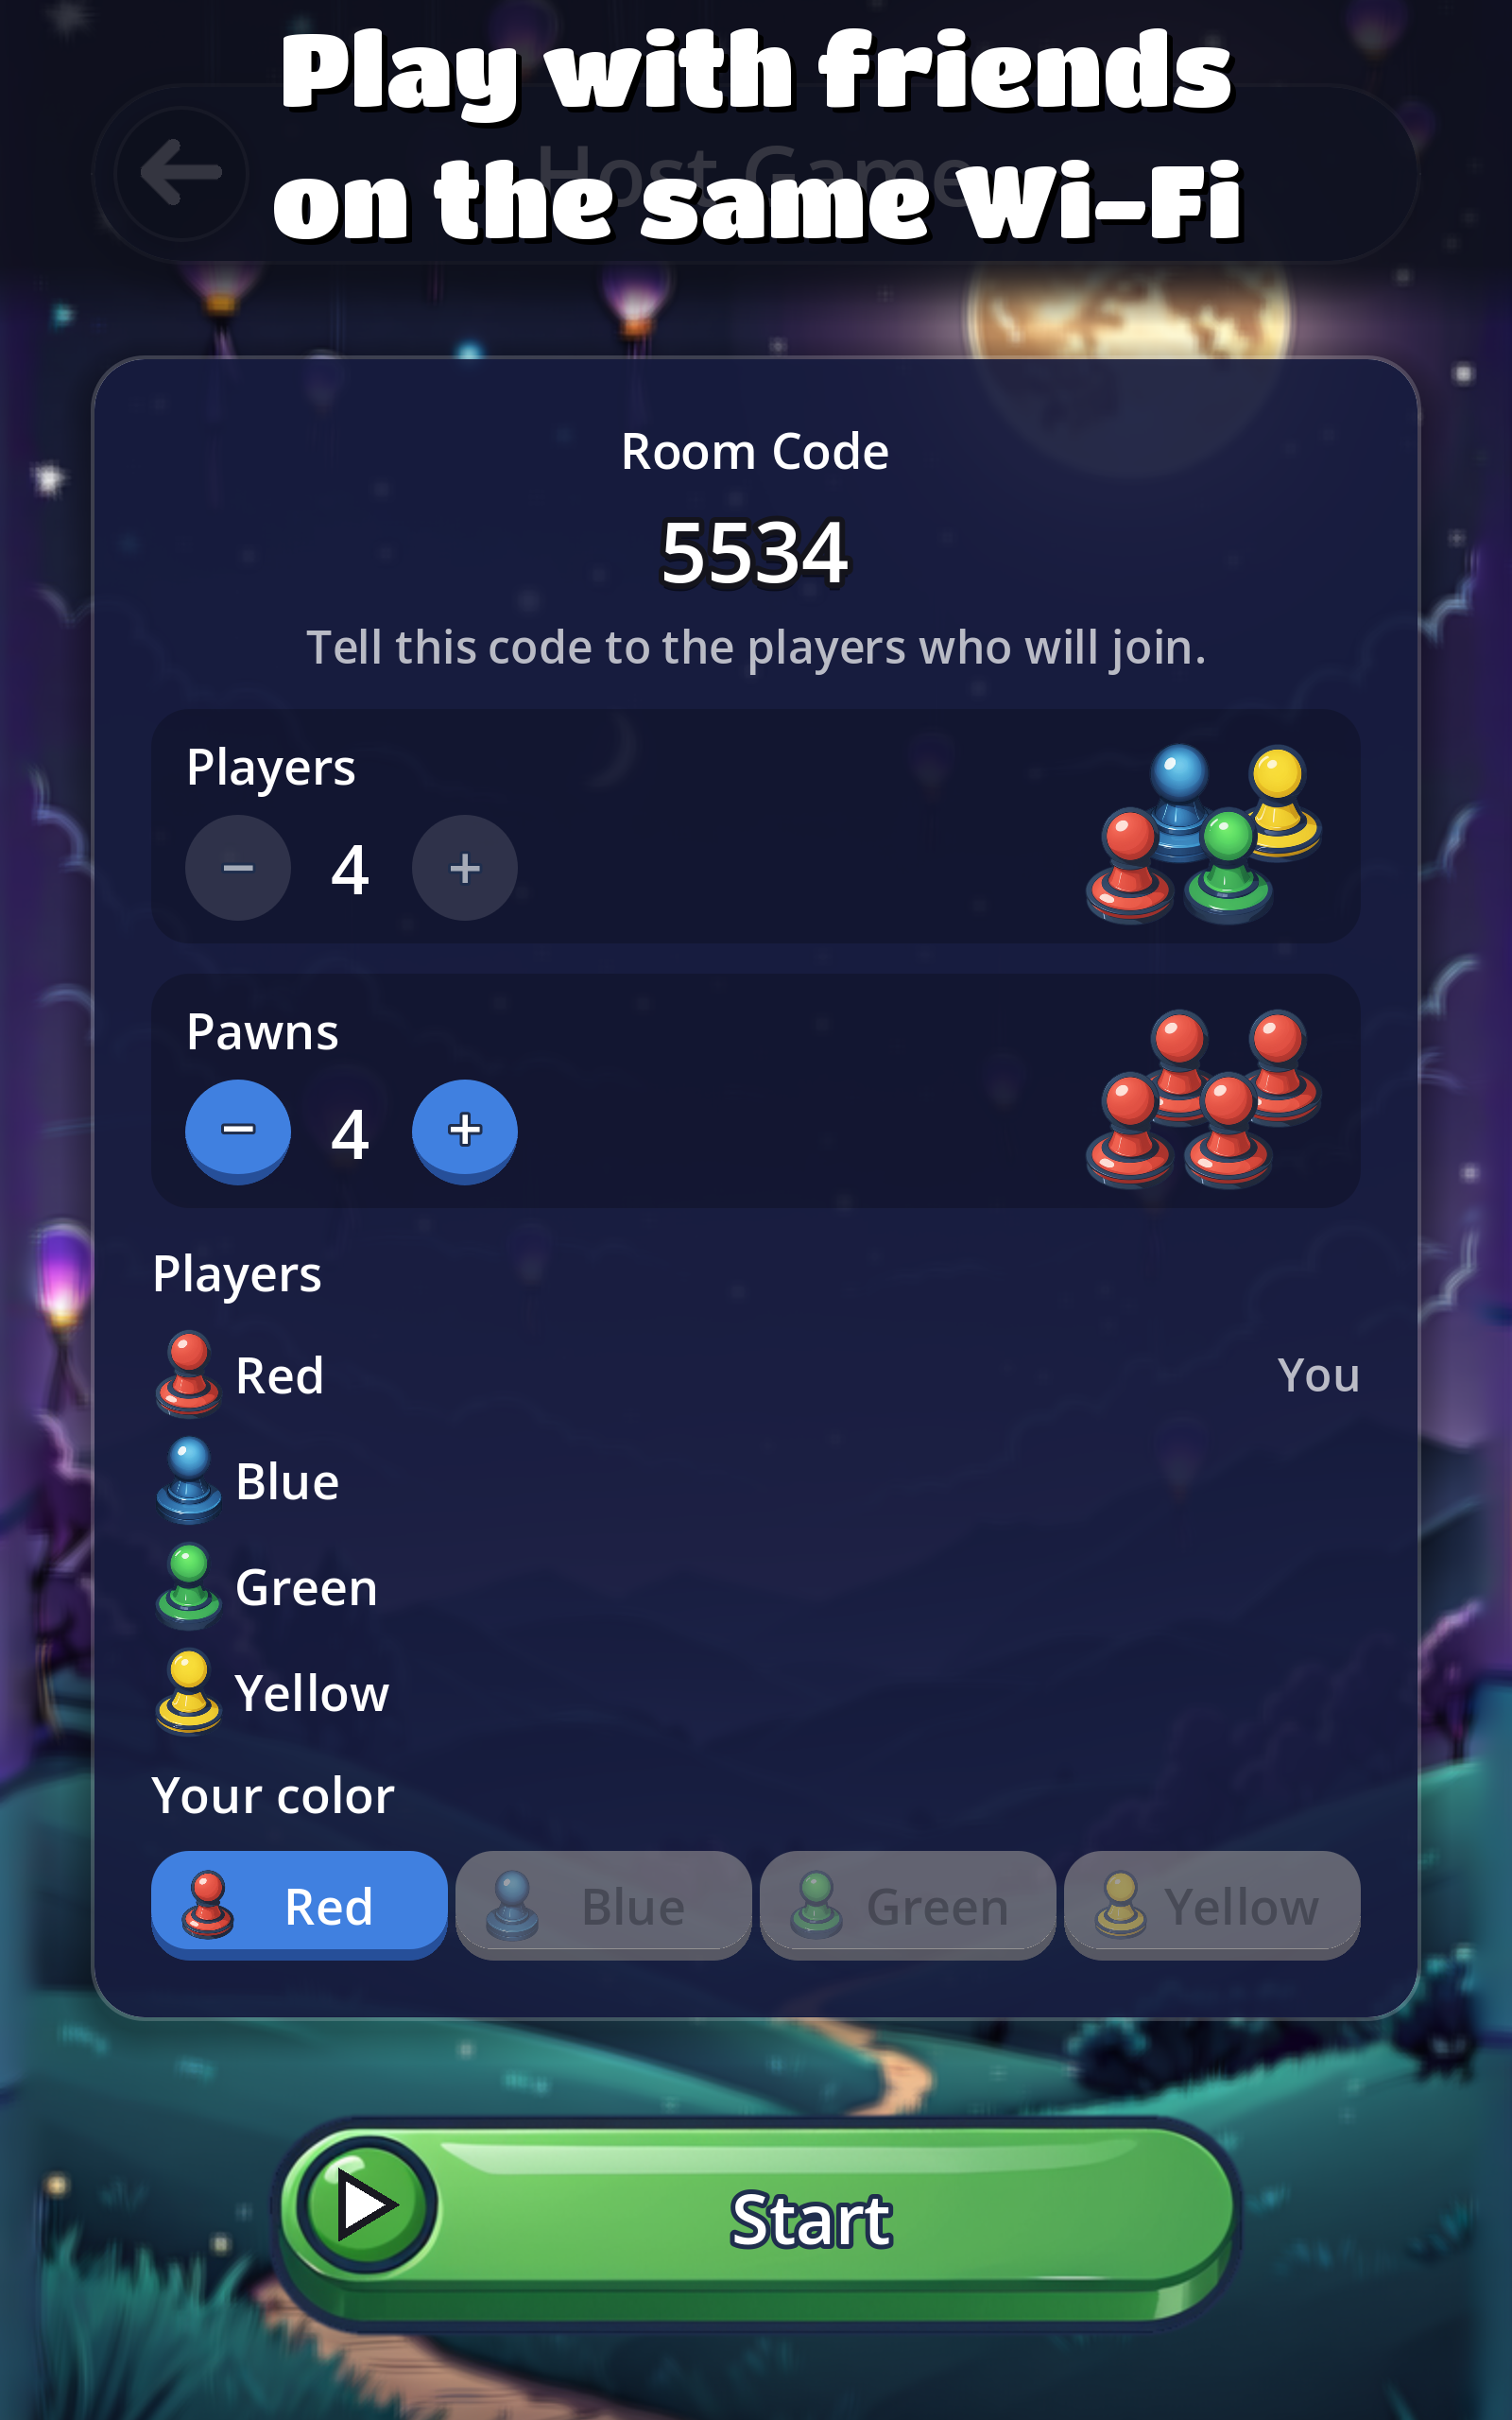 Play with friends
Host Game
on the same Wi-Fi
Room Code
5534
Tell this code to the players who will join.
Players
− 4 +
Pawns
− 4 +
Players
Red You
Blue
Green
Yellow
Your color
Red Blue Green Yellow
Start